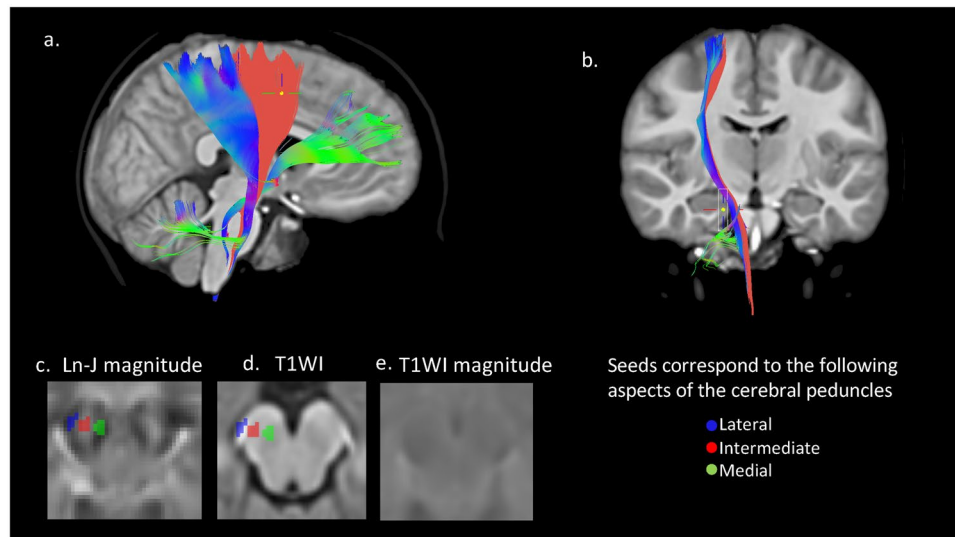 a.
b.
c. Ln-J magnitude
d. T1WI
e. T1WI magnitude
Seeds correspond to the following
aspects of the cerebral peduncles
Lateral
Intermediate
Medial